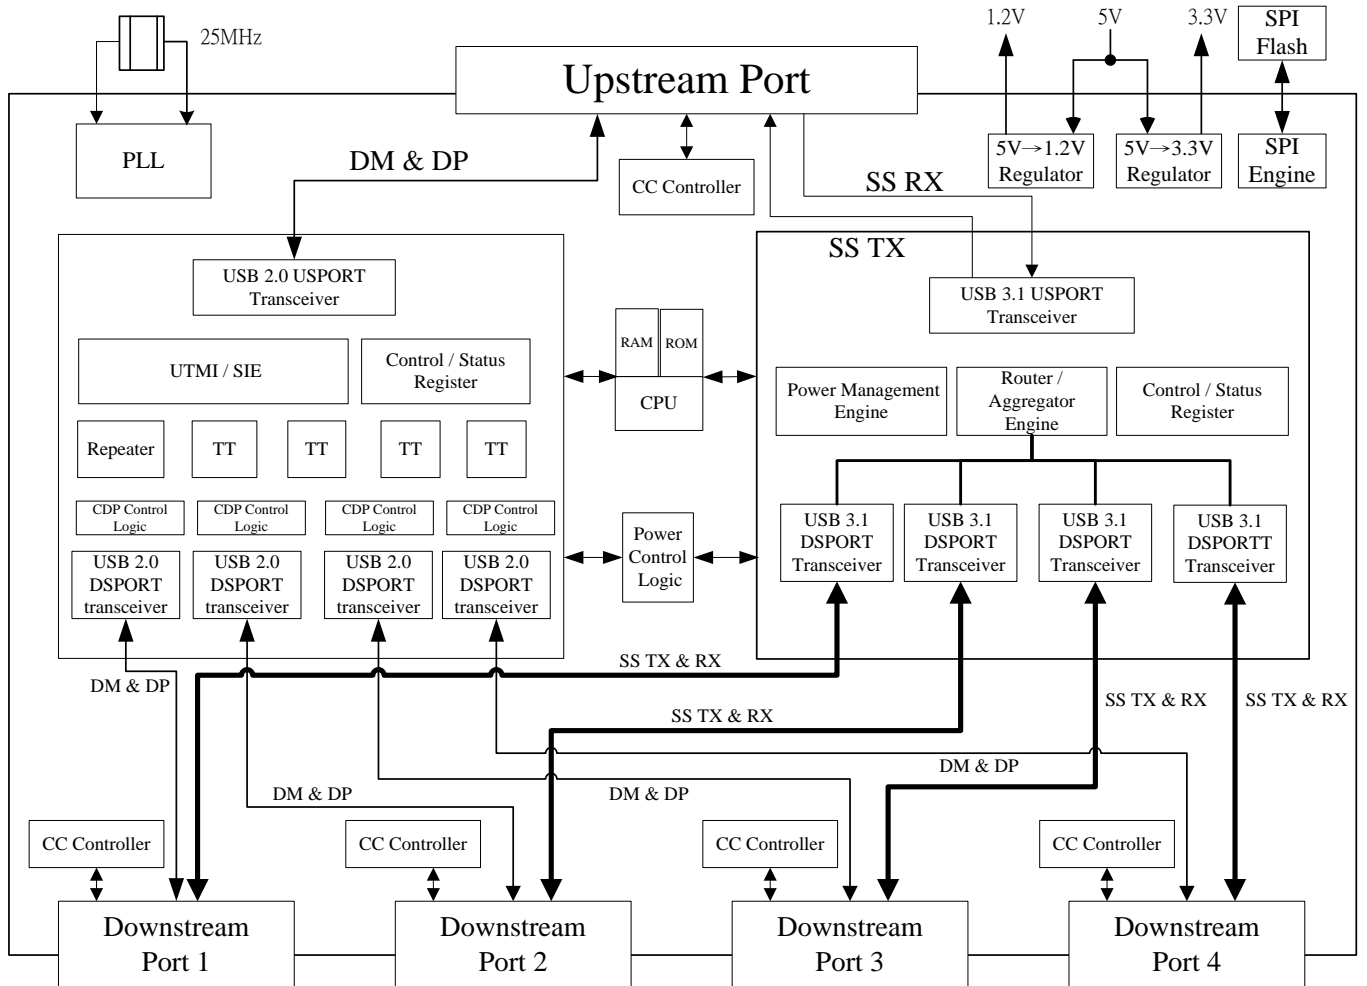 25MHz
1.2V
5V
3.3V
SPI
Flash
Upstream Port
PLL
DM & DP
CC Controller
SS RX
5V→1.2V
Regulator
5V→3.3V
Regulator
SPI
Engine
SS TX
USB 2.0 USPORT
Transceiver
USB 3.1 USPORT
Transceiver
UTMI / SIE
Control / Status
Register
RAM
ROM
CPU
Power Management
Engine
Router /
Aggregator
Engine
Control / Status
Register
Repeater
TT
TT
TT
TT
CDP Control
Logic
CDP Control
Logic
CDP Control
Logic
CDP Control
Logic
Power
Control
Logic
USB 3.1
DSPORT
Transceiver
USB 3.1
DSPORT
Transceiver
USB 3.1
DSPORT
Transceiver
USB 3.1
DSPORTT
Transceiver
USB 2.0
DSPORT
transceiver
USB 2.0
DSPORT
transceiver
USB 2.0
DSPORT
transceiver
USB 2.0
DSPORT
transceiver
SS TX & RX
DM & DP
SS TX & RX
SS TX & RX
SS TX & RX
DM & DP
DM & DP
DM & DP
CC Controller
CC Controller
CC Controller
CC Controller
Downstream
Port 1
Downstream
Port 2
Downstream
Port 3
Downstream
Port 4